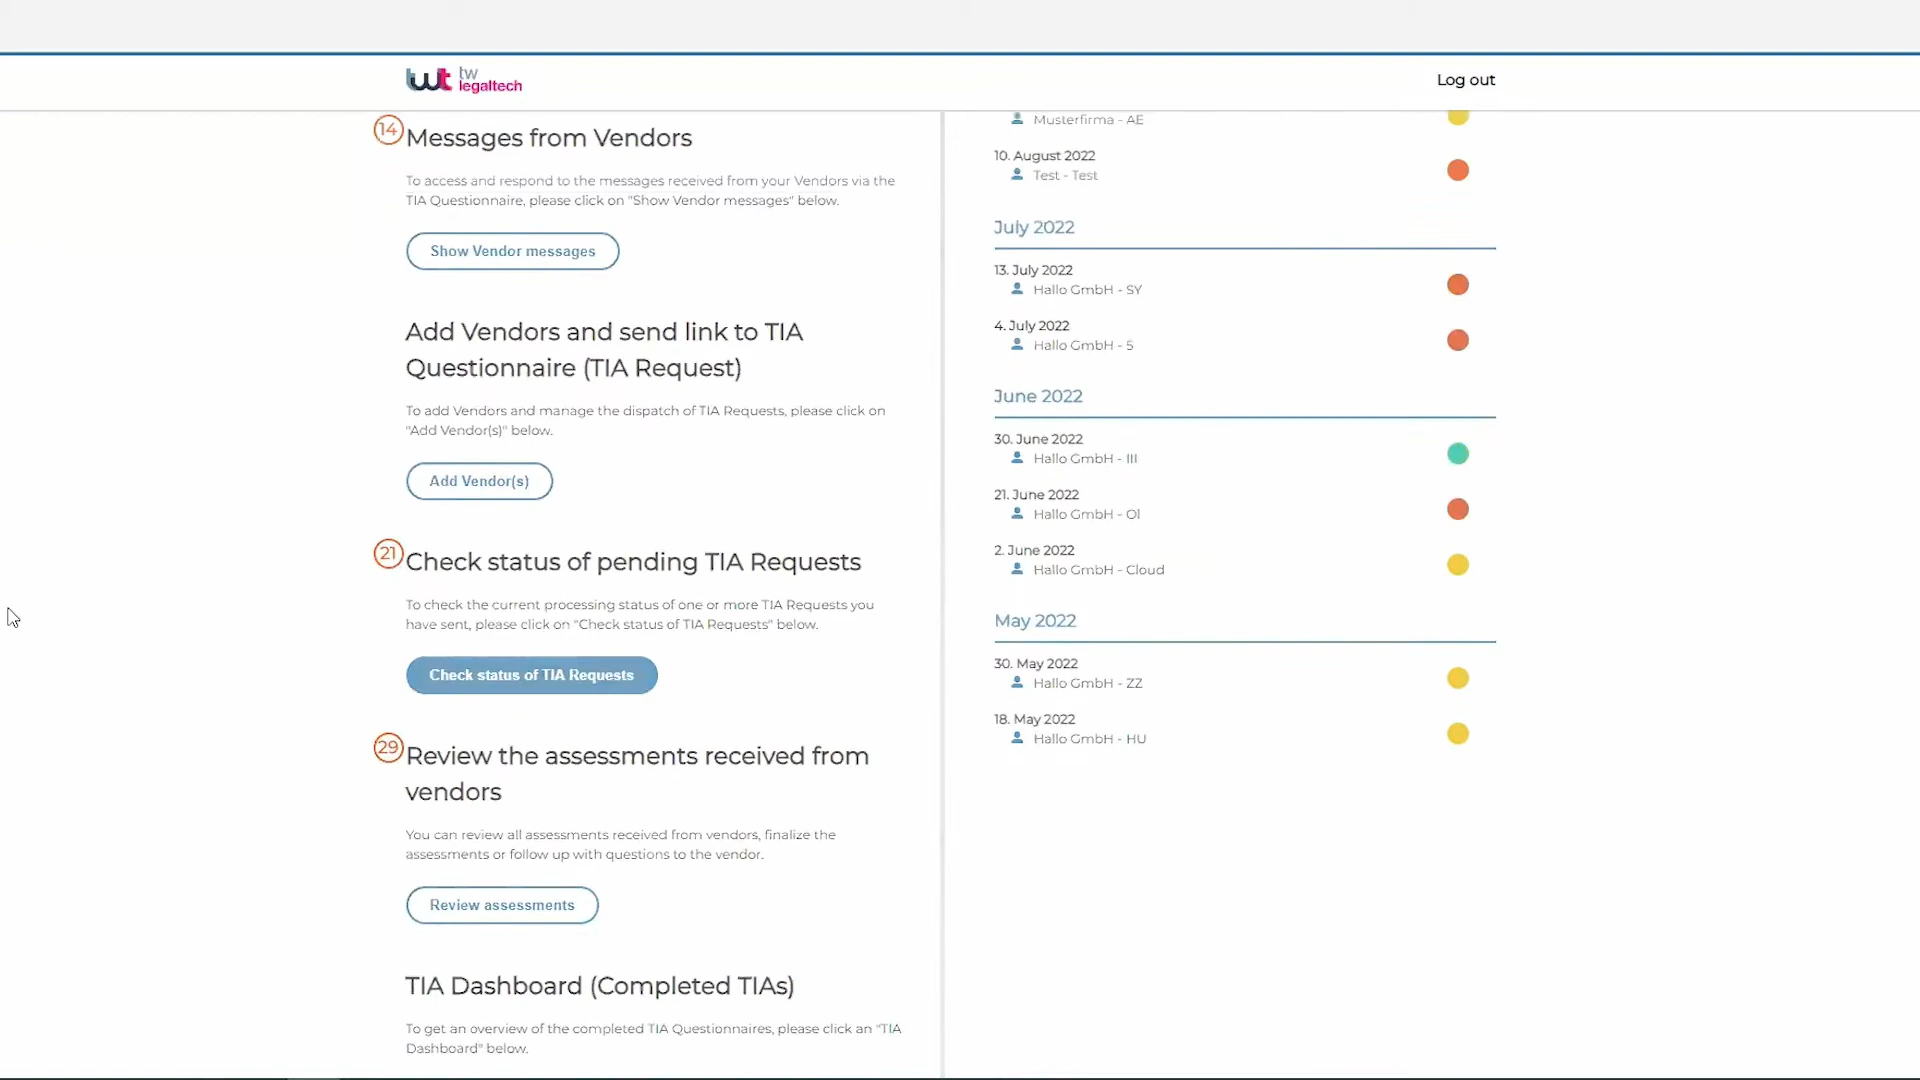 tw
legaltech
Log out
14
Messages from Vendors
To access and respond to the messages received from your Vendors via the
TIA Questionnaire, please click on "Show Vendor messages" below.
Show Vendor messages
Add Vendors and send link to TIA
Questionnaire (TIA Request)
To add Vendors and manage the dispatch of TIA Requests, please click on
"Add Vendor(s)" below.
Add Vendor(s)
21
Check status of pending TIA Requests
To check the current processing status of one or more TIA Requests you
have sent, please click on "Check status of TIA Requests" below.
Check status of TIA Requests
29
Review the assessments received from
vendors
You can review all assessments received from vendors, finalize the
assessments or follow up with questions to the vendor.
Review assessments
TIA Dashboard (Completed TIAs)
To get an overview of the completed TIA Questionnaires, please click an "TIA
Dashboard" below.
Musterfirma - AE
10. August 2022
Test - Test
July 2022
13. July 2022
Hallo GmbH - SY
4. July 2022
Hallo GmbH - 5
June 2022
30. June 2022
Hallo GmbH - III
21. June 2022
Hallo GmbH - Ol
2. June 2022
Hallo GmbH - Cloud
May 2022
30. May 2022
Hallo GmbH - ZZ
18. May 2022
Hallo GmbH - HU